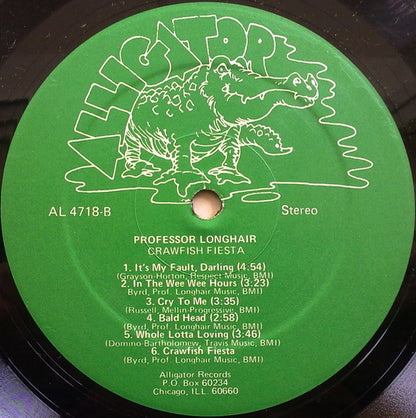 ALLIGATOR
AL 4718-B
Stereo
PROFESSOR LONGHAIR
CRAWFISH FIESTA
1. It's My Fault, Darling (4:54)
(Grayson-Horton, Respect Music, BMI)
2. In The Wee Wee Hours (3:23)
Byrd, Prof. Longhair Music, BMI)
3. Cry To Me (3:35)
(Russell, Mellin-Progressive, BMI)
4. Bald Head (2:58)
(Byrd, Prof. Longhair Music, BMI)
5. Whole Lotta Loving (3:46)
(Domino-Bartholomew, Travis Music, BMI)
6. Crawfish Fiesta
(Byrd, Prof. Longhair Music, BMI)
Alligator Records
P.O. Box 60234
Chicago, ILL. 60660